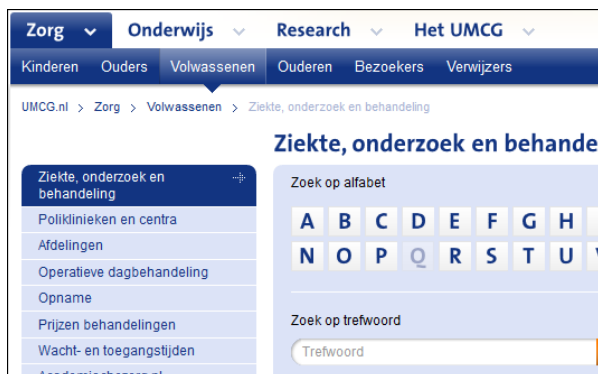 Zorg Onderwijs Research Het UMCG
Kinderen Ouders Volwassenen Ouderen Bezoekers Verwijzers
UMCG.nl > Zorg > Volwassenen > Ziekte, onderzoek en behandeling
Ziekte, onderzoek en behande
Ziekte, onderzoek en
behandeling
Poliklinieken en centra
Afdelingen
Operatieve dagbehandeling
Opname
Prijzen behandelingen
Wacht- en toegangstijden
Zoek op alfabet
A B C D E F G H
N O P Q R S T U
Zoek op trefwoord
Trefwoord